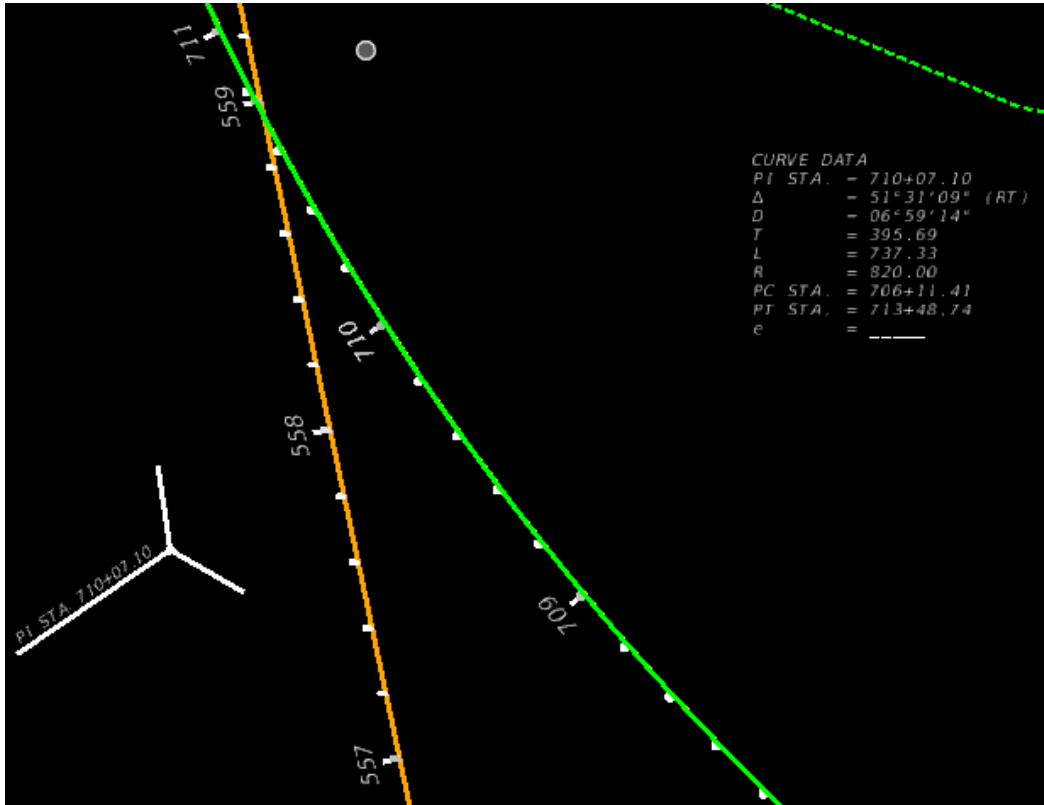 711
559
CURVE DATA
PI STA. = 710+07.10
Δ = 51°31'09" (RT)
D = 06°59'14"
T = 395.69
L = 737.33
R = 820.00
PC STA. = 706+11.41
PT STA. = 713+48.74
e = _____
710
558
PI STA 710+07.10
709
557